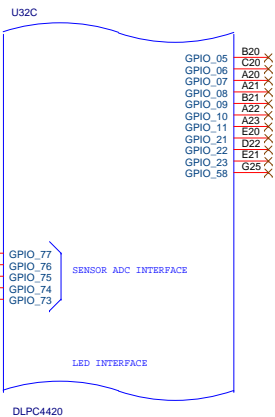 U32C
GPIO_05 B20
GPIO_06 C20
GPIO_07 A20
GPIO_08 A21
GPIO_09 B21
GPIO_10 A22
GPIO_11 A23
GPIO_21 E20
GPIO_22 D22
GPIO_23 E21
GPIO_58 G25
GPIO_77
GPIO_76
SENSOR ADC INTERFACE
GPIO_75
GPIO_74
GPIO_73
LED INTERFACE
DLPC4420